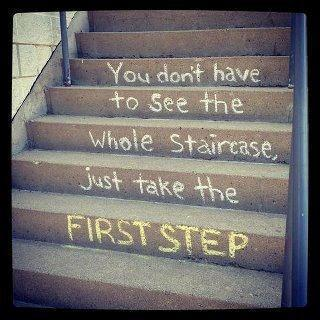 You don't have
to see the
Whole Staircase,
just take the
FIRST STEP